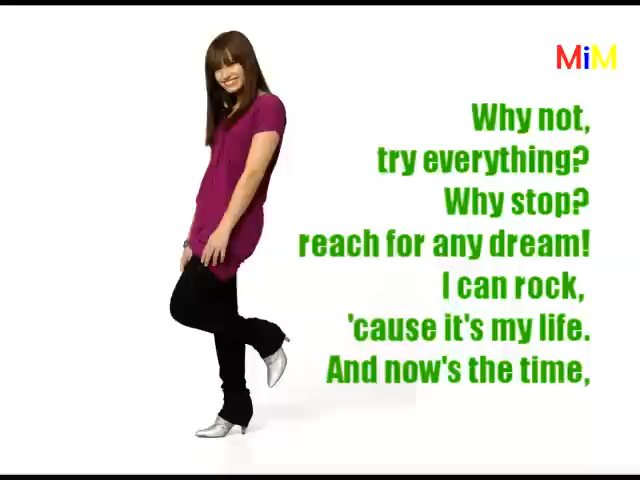 MiM
Why not,
try everything?
Why stop?
reach for any dream!
I can rock,
'cause it's my life.
And now's the time,